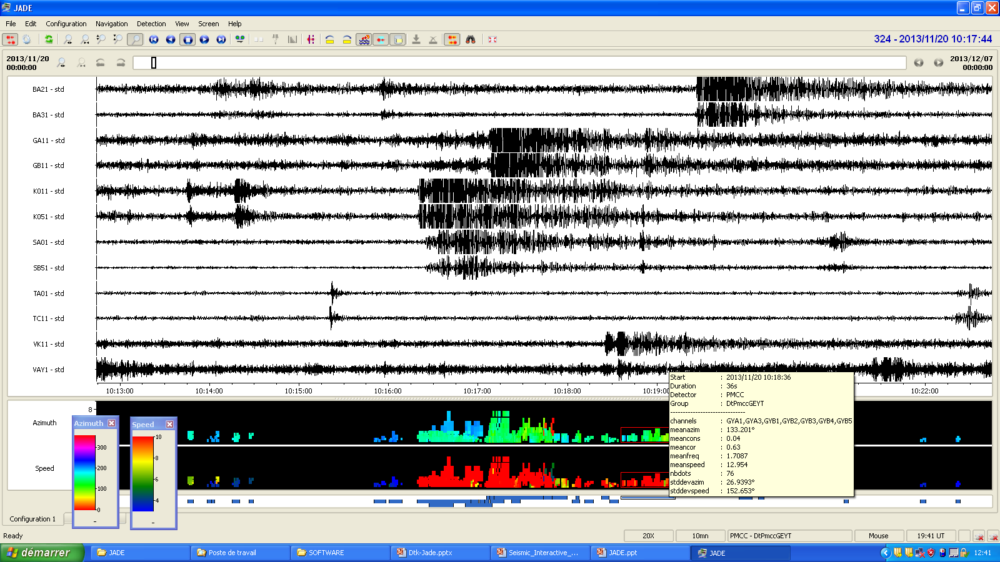 JADE
File Edit Configuration Navigation Detection View Screen Help
324 - 2013/11/20 10:17:44
2013/11/20
00:00:00
2013/12/07
00:00:00
BA21 - std
BA31 - std
GA11 - std
GB11 - std
K011 - std
K051 - std
SA01 - std
SB51 - std
TA01 - std
TC11 - std
VK11 - std
VAY1 - std
10:13:00 10:14:00 10:15:00 10:16:00 10:17:00 10:18:00 10:19:00 10:22:00
Start : 2013/11/20 10:18:36
Duration : 36s
Detector : PMCC
Group : DtPmccGEYT
------------------------------
channels : GYA1,GYA3,GYB1,GYB2,GYB3,GYB4,GYB5
meanazim : 133.201°
meancons : 0.04
meancor : 0.63
meanfreq : 1.7087
meanspeed : 12.954
nbdots : 76
stddevazim : 26.9393°
stddevspeed : 152.653°
8
Azimuth
Speed
Azimuth
300
200
100
0
Speed
10
8
6
4
Configuration 1
Ready
20X 10mn PMCC - DtPmccGEYT Mouse 19:41 UT
démarrer JADE Poste de travail SOFTWARE Dtk-Jade.pptx Seismic_Interactive_... JADE.ppt JADE 12:41